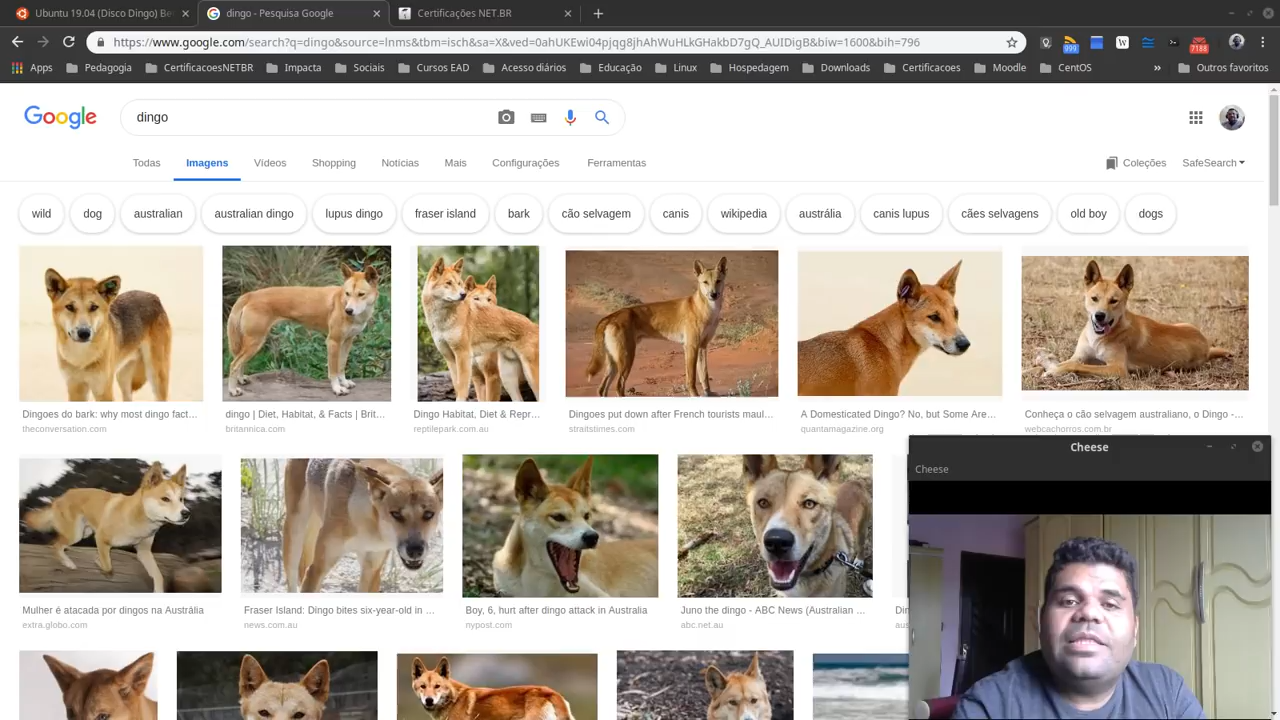 Ubuntu 19.04 (Disco Dingo) Be
dingo - Pesquisa Google
Certificações NET.BR
https://www.google.com/search?q=dingo&source=lnms&tbm=isch&sa=X&ved=0ahUKEwi04pjqg8jhAhWuHLkGHakbD7gQ_AUIDigB&biw=1600&bih=796
999
7188
Apps
Pedagogia
CertificacoesNETBR
Impacta
Sociais
Cursos EAD
Acesso diários
Educação
Linux
Hospedagem
Downloads
Certificacoes
Moodle
CentOS
»
Outros favoritos
Google
dingo
Todas
Imagens
Vídeos
Shopping
Notícias
Mais
Configurações
Ferramentas
Coleções
SafeSearch
wild
dog
australian
australian dingo
lupus dingo
fraser island
bark
cão selvagem
canis
wikipedia
austrália
canis lupus
cães selvagens
old boy
dogs
Dingoes do bark: why most dingo fact…
theconversation.com
dingo | Diet, Habitat, & Facts | Brit…
britannica.com
Dingo Habitat, Diet & Repr…
reptilepark.com.au
Dingoes put down after French tourists maul…
straitstimes.com
A Domesticated Dingo? No, but Some Are…
quantamagazine.org
Conheça o cão selvagem australiano, o Dingo -…
webcachorros.com.br
Cheese
Cheese
Mulher é atacada por dingos na Austrália
extra.globo.com
Fraser Island: Dingo bites six-year-old in …
news.com.au
Boy, 6, hurt after dingo attack in Australia
nypost.com
Juno the dingo - ABC News (Australian …
abc.net.au
Din
aus